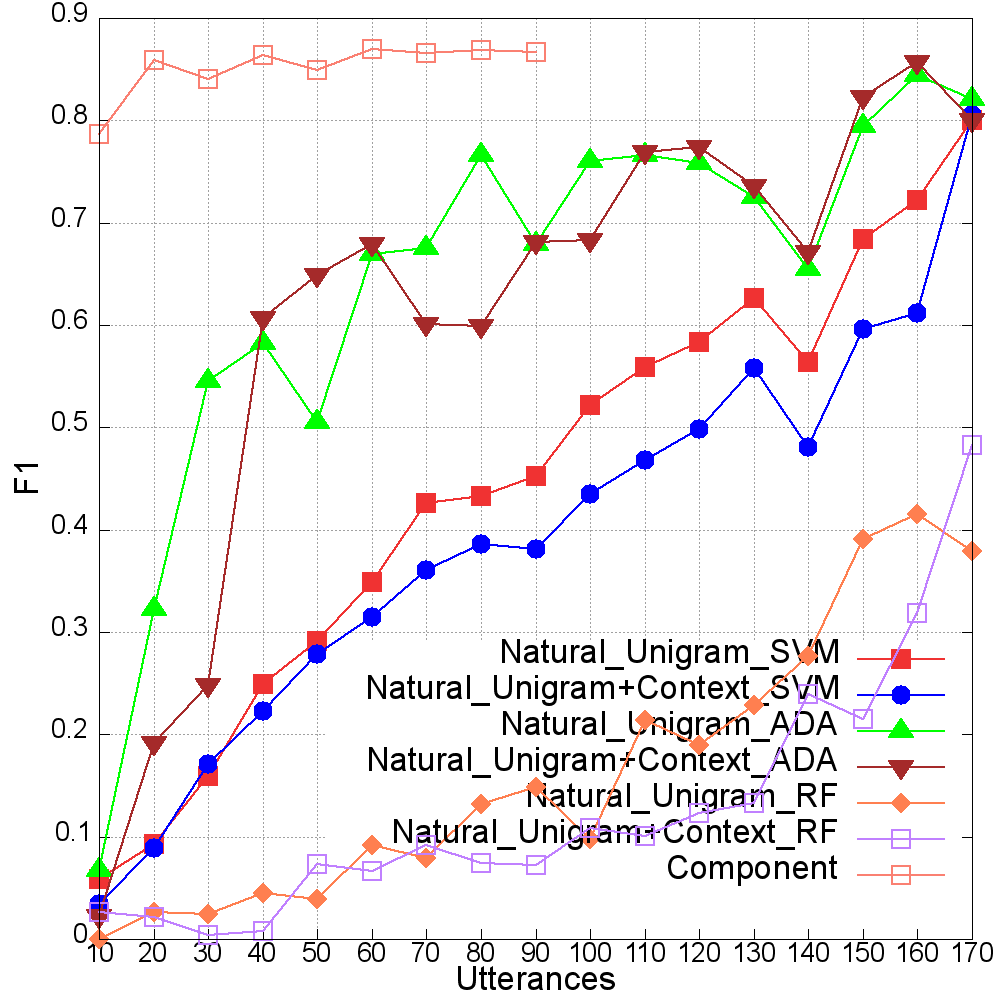 0.9
0.8
0.7
0.6
0.5
0.4
0.3
0.2
0.1
0
F1
Natural_Unigram_SVM
Natural_Unigram+Context_SVM
Natural_Unigram_ADA
Natural_Unigram+Context_ADA
Natural_Unigram_RF
Natural_Unigram+Context_RF
Component
10 20 30 40 50 60 70 80 90 100 110 120 130 140 150 160 170
Utterances